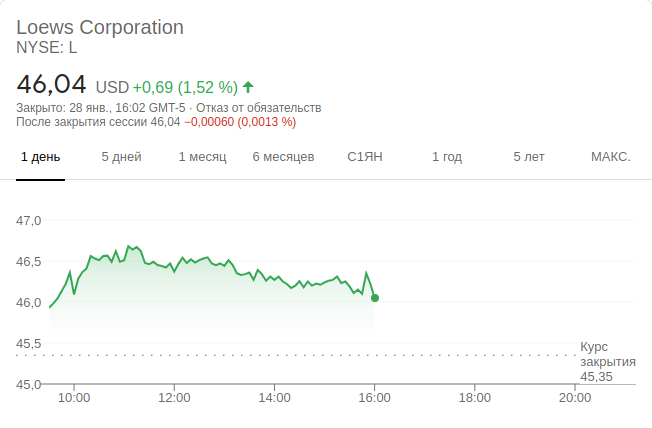 Loews Corporation
NYSE: L
46,04 USD +0,69 (1,52 %)
Закрыто: 28 янв., 16:02 GMT-5 · Отказ от обязательств
После закрытия сессии 46,04 −0,00060 (0,0013 %)
1 день 5 дней 1 месяц 6 месяцев С1ЯН 1 год 5 лет МАКС.
47,0
46,5
46,0
45,5
Курс
закрытия
45,35
45,0
10:00 12:00 14:00 16:00 18:00 20:00